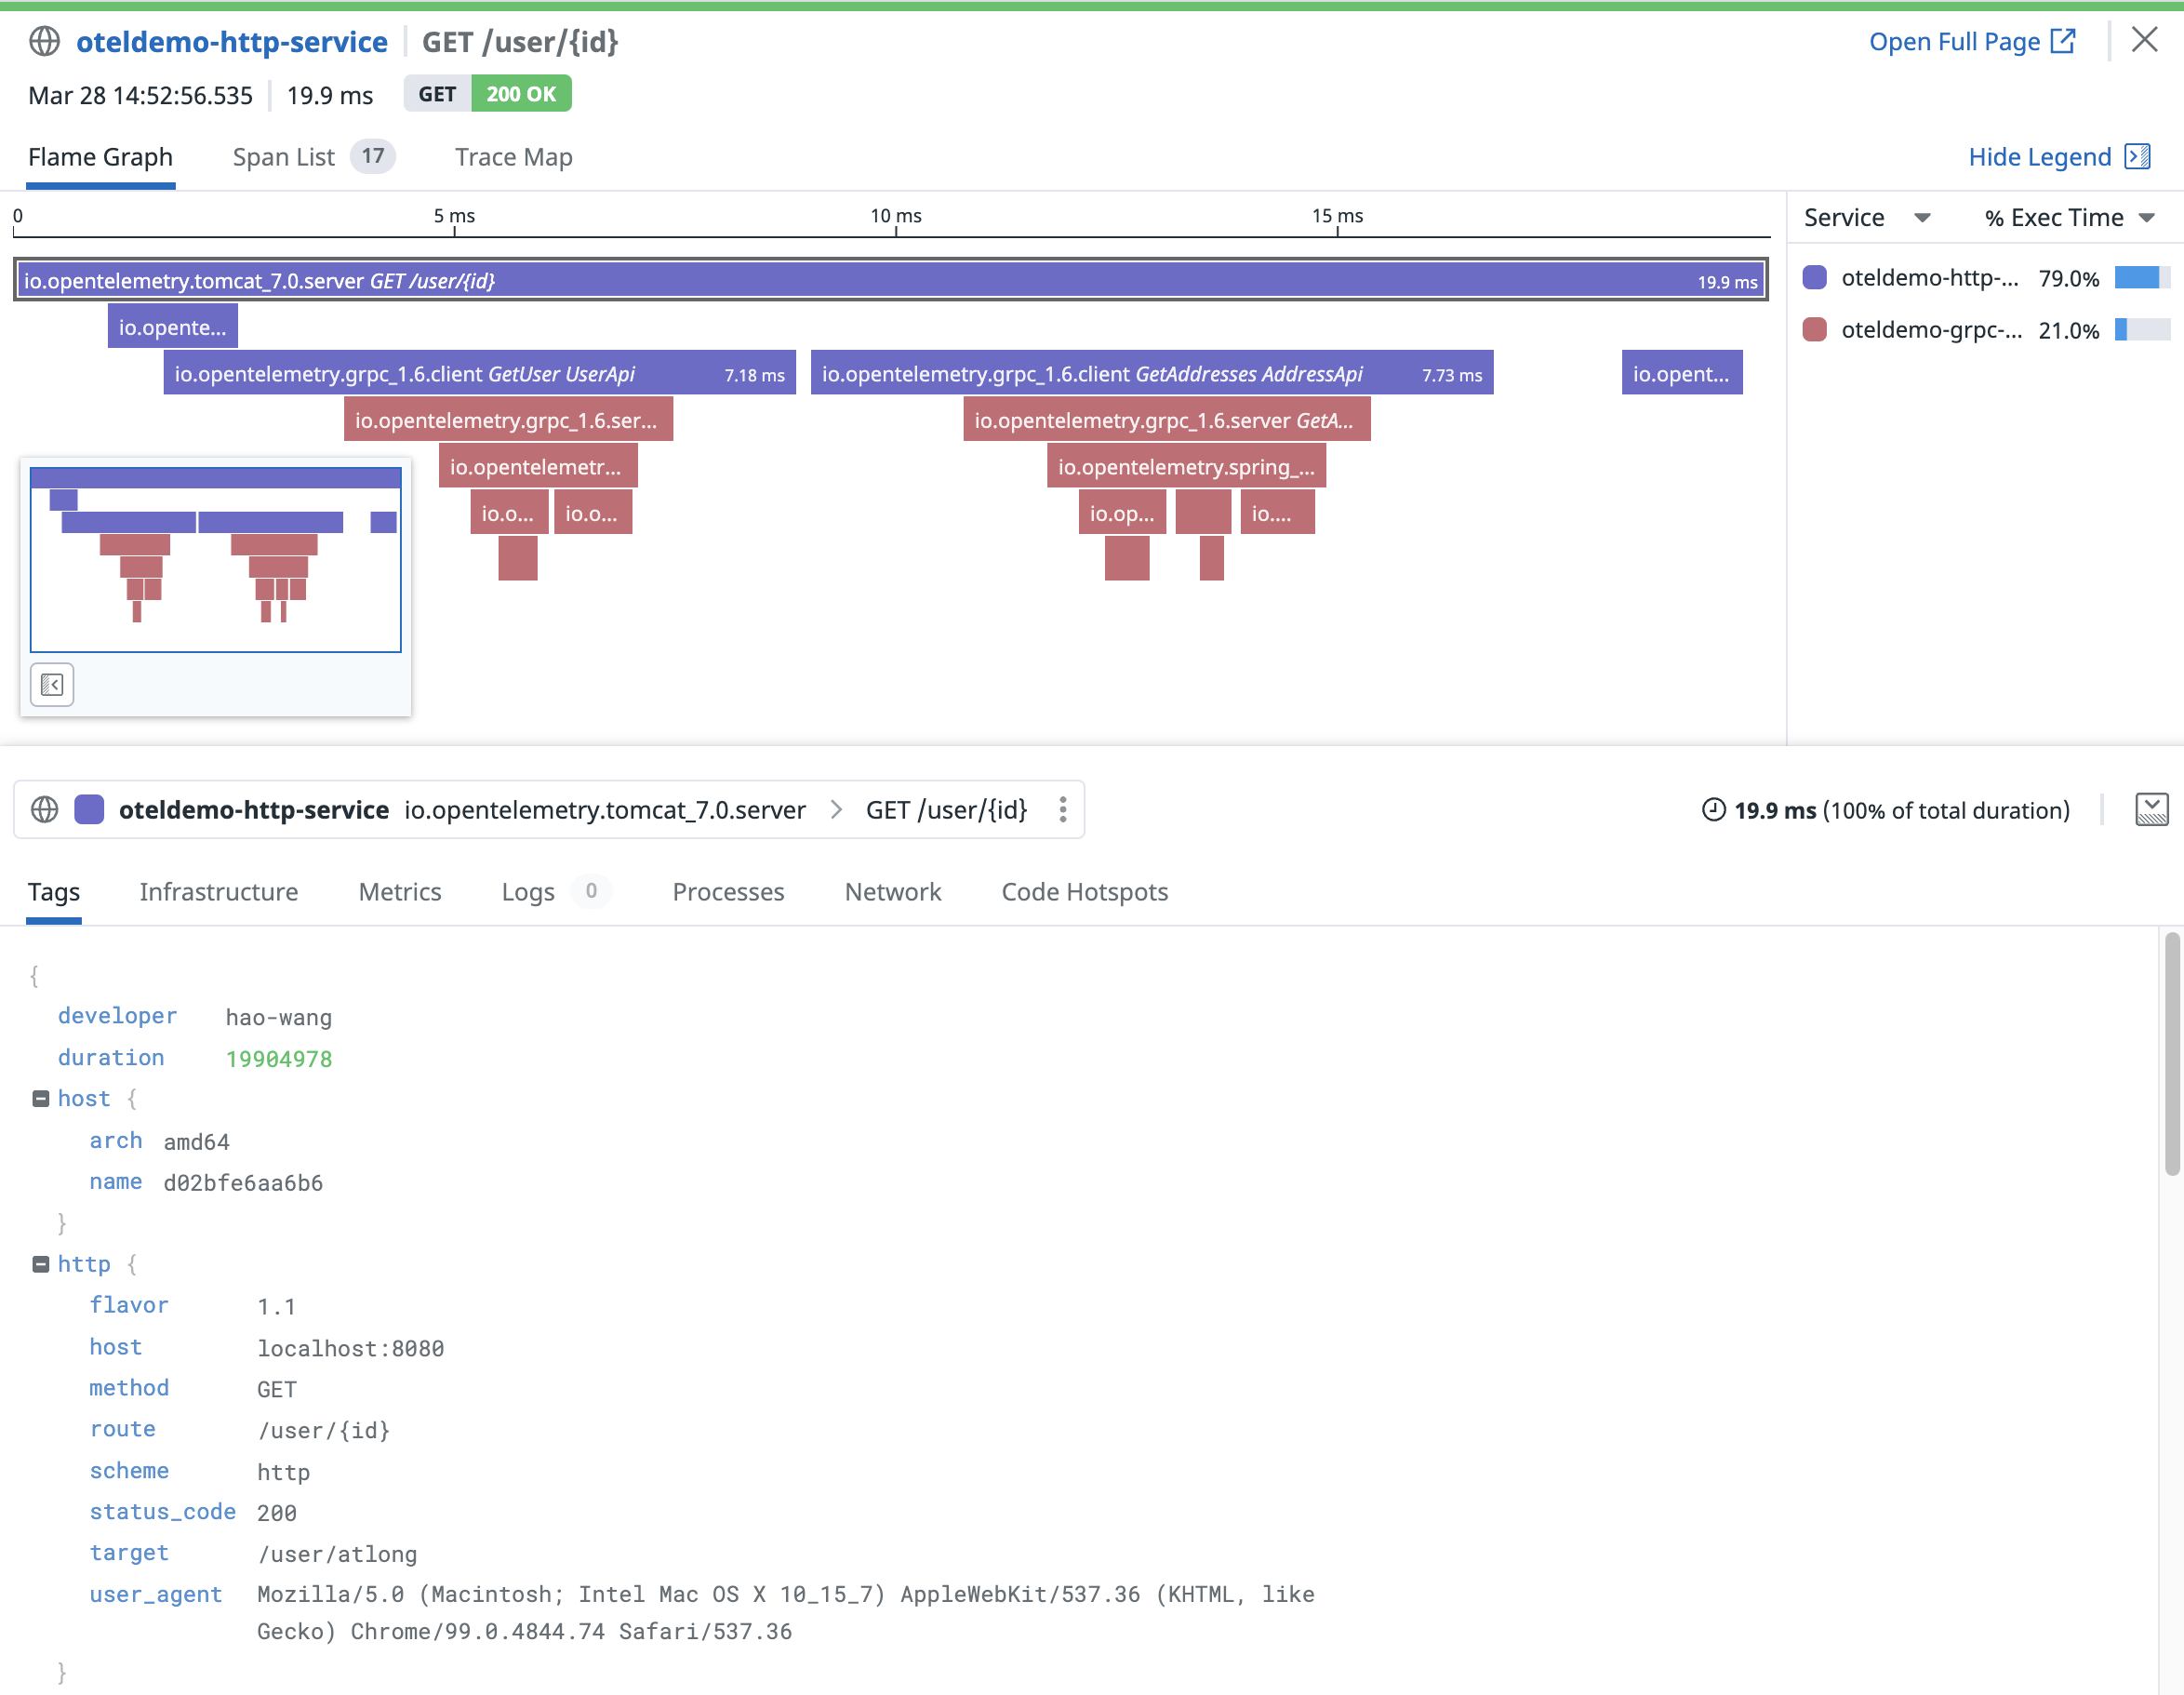 oteldemo-http-service GET /user/{id} Open Full Page
Mar 28 14:52:56.535 19.9 ms GET 200 OK
Flame Graph Span List 17 Trace Map Hide Legend
0 5 ms 10 ms 15 ms
Service % Exec Time
oteldemo-http-... 79.0%
oteldemo-grpc-... 21.0%
io.opentelemetry.tomcat_7.0.server GET /user/{id} 19.9 ms
io.opente...
io.opentelemetry.grpc_1.6.client GetUser UserApi 7.18 ms io.opentelemetry.grpc_1.6.client GetAddresses AddressApi 7.73 ms io.opent...
io.opentelemetry.grpc_1.6.ser... io.opentelemetry.grpc_1.6.server GetA...
io.opentelemetr... io.opentelemetry.spring_...
io.o... io.o... io.op... io....
oteldemo-http-service io.opentelemetry.tomcat_7.0.server GET /user/{id} 19.9 ms (100% of total duration)
Tags Infrastructure Metrics Logs 0 Processes Network Code Hotspots
{
developer hao-wang
duration 19904978
host {
arch amd64
name d02bfe6aa6b6
}
http {
flavor 1.1
host localhost:8080
method GET
route /user/{id}
scheme http
status_code 200
target /user/atlong
user_agent Mozilla/5.0 (Macintosh; Intel Mac OS X 10_15_7) AppleWebKit/537.36 (KHTML, like
Gecko) Chrome/99.0.4844.74 Safari/537.36
}